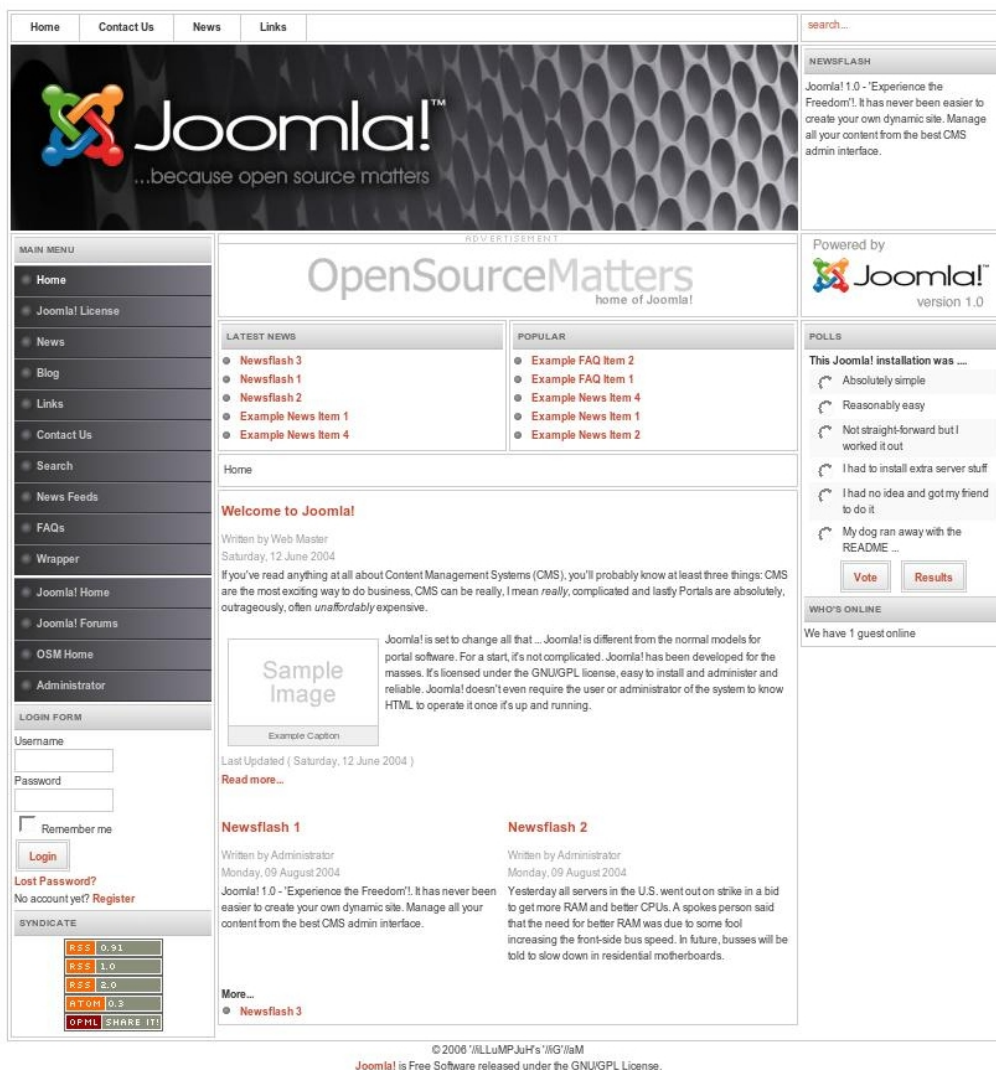 Home
Contact Us
News
Links
search...
Joomla!™
...because open source matters
NEWSFLASH
Joomla! 1.0 - 'Experience the
Freedom'!. It has never been easier to
create your own dynamic site. Manage
all your content from the best CMS
admin interface.
MAIN MENU
Home
Joomla! License
News
Blog
Links
Contact Us
Search
News Feeds
FAQs
Wrapper
Joomla! Home
Joomla! Forums
OSM Home
Administrator
LOGIN FORM
Username
Password
Remember me
Login
Lost Password?
No account yet? Register
SYNDICATE
RSS 0.91
RSS 1.0
RSS 2.0
ATOM 0.3
OPML SHARE IT!
ADVERTISEMENT
OpenSourceMatters
home of Joomla!
LATEST NEWS
Newsflash 3
Newsflash 1
Newsflash 2
Example News Item 1
Example News Item 4
POPULAR
Example FAQ Item 2
Example FAQ Item 1
Example News Item 4
Example News Item 1
Example News Item 2
Home
Welcome to Joomla!
Written by Web Master
Saturday, 12 June 2004
If you've read anything at all about Content Management Systems (CMS), you'll probably know at least three things: CMS
are the most exciting way to do business, CMS can be really, I mean really, complicated and lastly Portals are absolutely,
outrageously, often unaffordably expensive.
Sample
Image
Example Caption
Joomla! is set to change all that ... Joomla! is different from the normal models for
portal software. For a start, it's not complicated. Joomla! has been developed for the
masses. It's licensed under the GNU/GPL license, easy to install and administer and
reliable. Joomla! doesn't even require the user or administrator of the system to know
HTML to operate it once it's up and running.
Last Updated ( Saturday, 12 June 2004 )
Read more...
Newsflash 1
Written by Administrator
Monday, 09 August 2004
Joomla! 1.0 - 'Experience the Freedom'!. It has never been
easier to create your own dynamic site. Manage all your
content from the best CMS admin interface.
Newsflash 2
Written by Administrator
Monday, 09 August 2004
Yesterday all servers in the U.S. went out on strike in a bid
to get more RAM and better CPUs. A spokes person said
that the need for better RAM was due to some fool
increasing the front-side bus speed. In future, busses will be
told to slow down in residential motherboards.
More...
Newsflash 3
Powered by
Joomla!™
version 1.0
POLLS
This Joomla! installation was ....
Absolutely simple
Reasonably easy
Not straight-forward but I
worked it out
I had to install extra server stuff
I had no idea and got my friend
to do it
My dog ran away with the
README ...
Vote
Results
WHO'S ONLINE
We have 1 guest online
© 2006 '//iLLuMPJuH's '//iG'//aM
Joomla! is Free Software released under the GNU/GPL License.